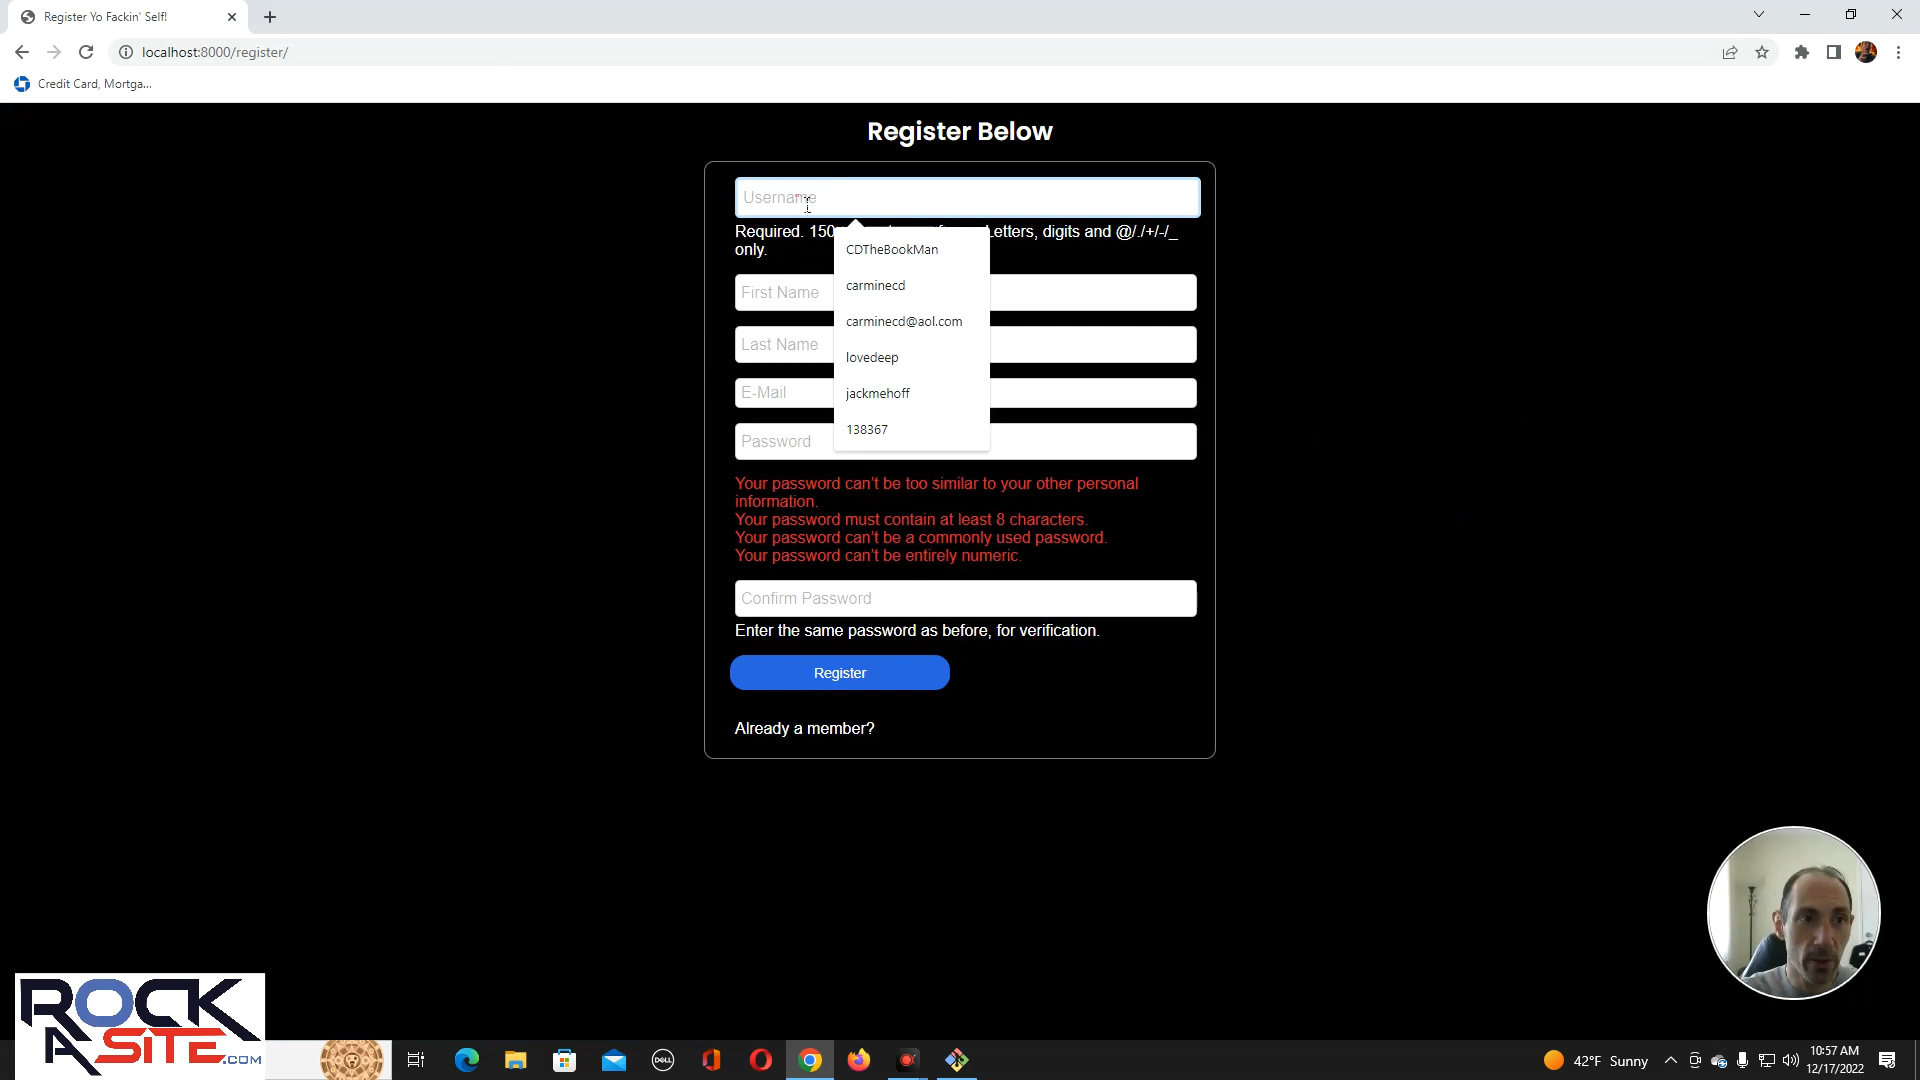 Register Yo Fackin' Self!
localhost:8000/register/
Credit Card, Mortga...
Register Below
Username
Required. 150
Letters, digits and @/./+/-/_
only.
CDTheBookMan
carminecd
carminecd@aol.com
lovedeep
jackmehoff
138367
First Name
Last Name
E-Mail
Password
Your password can't be too similar to your other personal
information.
Your password must contain at least 8 characters.
Your password can't be a commonly used password.
Your password can't be entirely numeric.
Confirm Password
Enter the same password as before, for verification.
Register
Already a member?
ROCK
A SITE.COM
DELL
42°F Sunny
10:57 AM
12/17/2022